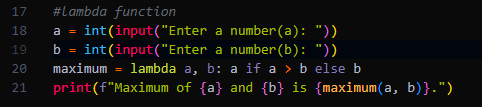 17 #lambda function
18 a = int(input("Enter a number(a): "))
19 b = int(input("Enter a number(b): "))
20 maximum = lambda a, b: a if a > b else b
21 print(f"Maximum of {a} and {b} is {maximum(a, b)}.")